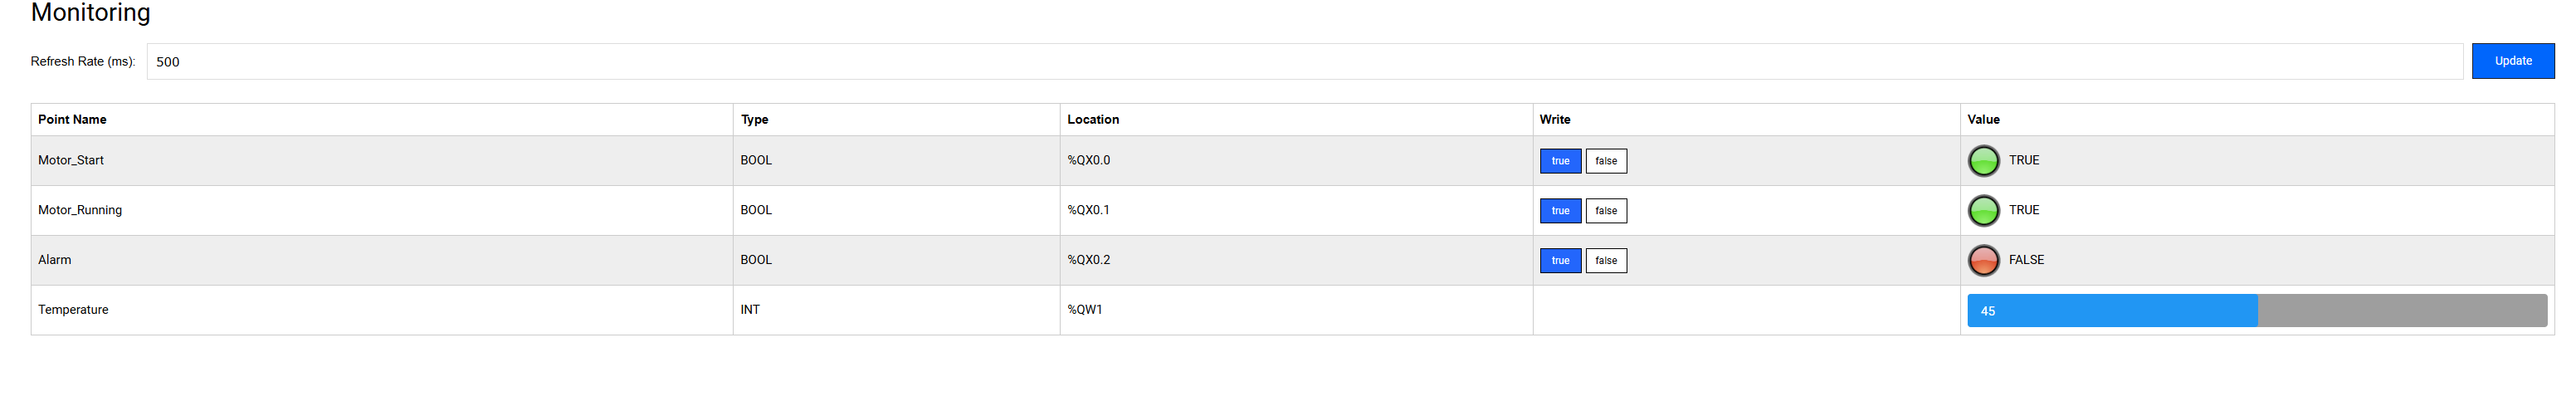 Monitoring
Refresh Rate (ms): 500 Update
Point Name Type Location Write Value
Motor_Start BOOL %QX0.0 true false TRUE
Motor_Running BOOL %QX0.1 true false TRUE
Alarm BOOL %QX0.2 true false FALSE
Temperature INT %QW1 45